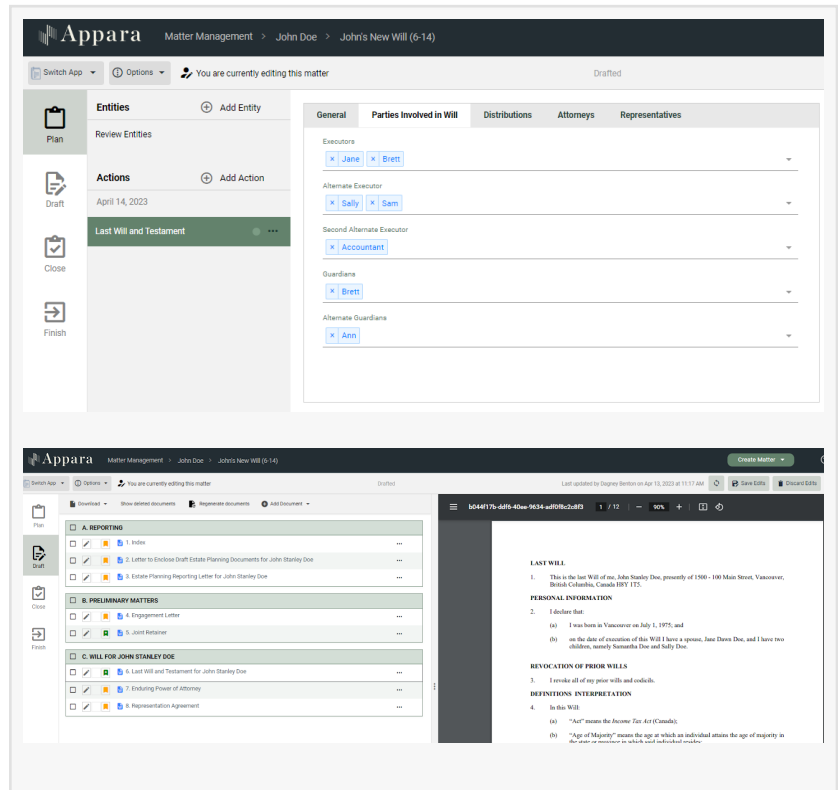 Appara Matter Management > John Doe > John's New Will (6-14)
Switch App Options You are currently editing this matter Drafted
Plan
Draft
Close
Finish
Entities Add Entity
Review Entities
Actions Add Action
April 14, 2023
Last Will and Testament
General Parties Involved in Will Distributions Attorneys Representatives
Executors
× Jane × Brett
Alternate Executor
× Sally × Sam
Second Alternate Executor
× Accountant
Guardians
× Brett
Alternate Guardians
× Ann
Appara Matter Management > John Doe > John's New Will (6-14) Create Matter
Switch App Options You are currently editing this matter Drafted Last updated by Dagney Benton on Apr 13, 2023 at 11:17 AM Save Edits Discard Edits
Plan
Draft
Close
Finish
Download Show deleted documents Regenerate documents Add Document
A. REPORTING
1. Index
2. Letter to Enclose Draft Estate Planning Documents for John Stanley Doe
3. Estate Planning Reporting Letter for John Stanley Doe
B. PRELIMINARY MATTERS
4. Engagement Letter
5. Joint Retainer
C. WILL FOR JOHN STANLEY DOE
6. Last Will and Testament for John Stanley Doe
7. Enduring Power of Attorney
8. Representation Agreement
1 / 12 90%
LAST WILL
1. This is the last Will of me, John Stanley Doe, presently of 1500 - 100 Main Street, Vancouver,
British Columbia, Canada H8Y 1T5.
PERSONAL INFORMATION
2. I declare that:
(a) I was born in Vancouver on July 1, 1975; and
(b) on the date of execution of this Will I have a spouse, Jane Dawn Doe, and I have two
children, namely Samantha Doe and Sally Doe.
REVOCATION OF PRIOR WILLS
3. I revoke all of my prior wills and codicils.
DEFINITIONS INTERPRETATION
4. In this Will:
(a) "Act" means the Income Tax Act (Canada);
(b) "Age of Majority" means the age at which an individual attains the age of majority in
the state or province in which said individual resides;